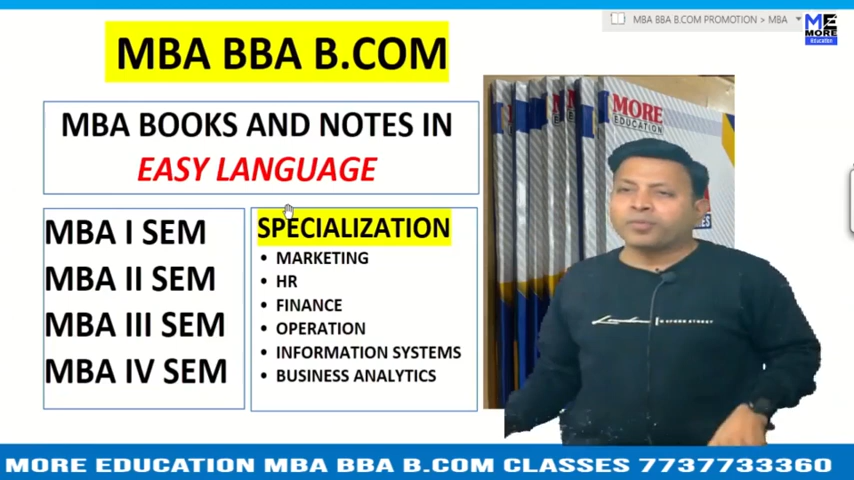 MBA BBA B.COM PROMOTION > MBA
ME
MORE
Education
MBA BBA B.COM
MBA BOOKS AND NOTES IN
EASY LANGUAGE
MORE
EDUCATION
MBA I SEM
MBA II SEM
MBA III SEM
MBA IV SEM
SPECIALIZATION
• MARKETING
• HR
• FINANCE
• OPERATION
• INFORMATION SYSTEMS
• BUSINESS ANALYTICS
MORE EDUCATION MBA BBA B.COM CLASSES 7737733360